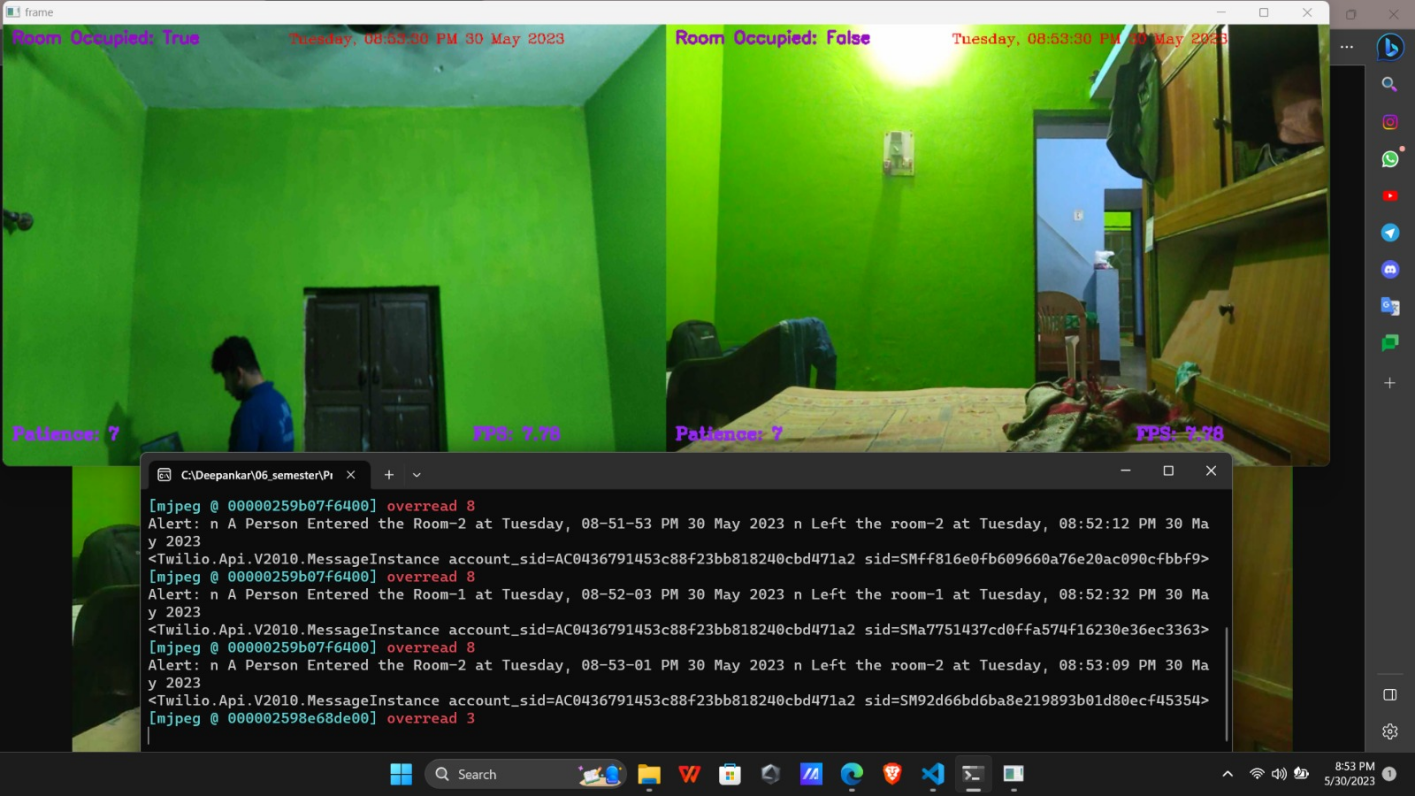 frame
Room Occupied: True
Tuesday, 08:53:30 PM 30 May 2023
Room Occupied: False
Tuesday, 08:53:30 PM 30 May 2023
Patience: 7
FPS: 7.78
Patience: 7
FPS: 7.78
C:\Deepankar\06_semester\Pr
[mjpeg @ 00000259b07f6400] overread 8
Alert: n A Person Entered the Room-2 at Tuesday, 08-51-53 PM 30 May 2023 n Left the room-2 at Tuesday, 08:52:12 PM 30 Ma
y 2023
<Twilio.Api.V2010.MessageInstance account_sid=AC0436791453c88f23bb818240cbd471a2 sid=SMff816e0fb609660a76e20ac090cfbbf9>
[mjpeg @ 00000259b07f6400] overread 8
Alert: n A Person Entered the Room-1 at Tuesday, 08-52-03 PM 30 May 2023 n Left the room-1 at Tuesday, 08:52:32 PM 30 Ma
y 2023
<Twilio.Api.V2010.MessageInstance account_sid=AC0436791453c88f23bb818240cbd471a2 sid=SMa7751437cd0ffa574f16230e36ec3363>
[mjpeg @ 00000259b07f6400] overread 8
Alert: n A Person Entered the Room-2 at Tuesday, 08-53-01 PM 30 May 2023 n Left the room-2 at Tuesday, 08:53:09 PM 30 Ma
y 2023
<Twilio.Api.V2010.MessageInstance account_sid=AC0436791453c88f23bb818240cbd471a2 sid=SM92d66bd6ba8e219893b01d80ecf45354>
[mjpeg @ 000002598e68de00] overread 3
Search
8:53 PM
5/30/2023
1